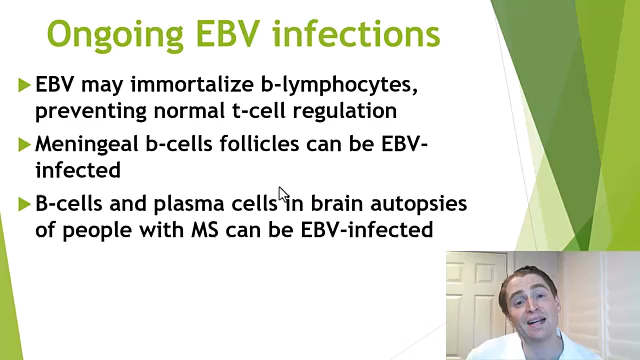 Ongoing EBV infections
EBV may immortalize b-lymphocytes,
preventing normal t-cell regulation
Meningeal b-cells follicles can be EBV-
infected
B-cells and plasma cells in brain autopsies
of people with MS can be EBV-infected